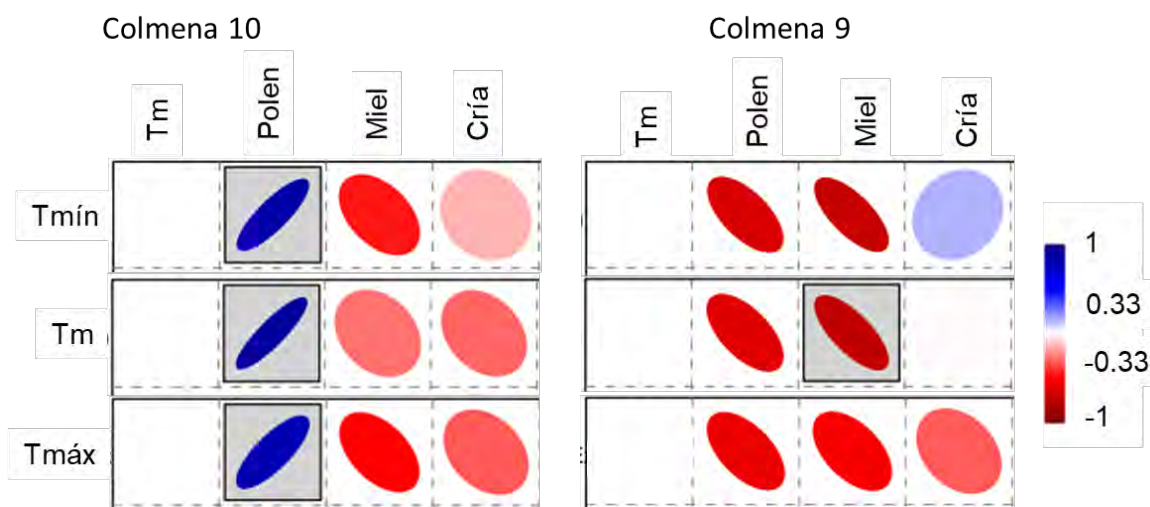 Colmena 10
Colmena 9
Tm
Polen
Miel
Cría
Tm
Polen
Miel
Cría
Tmín
Tm
Tmáx
1
0.33
-0.33
-1